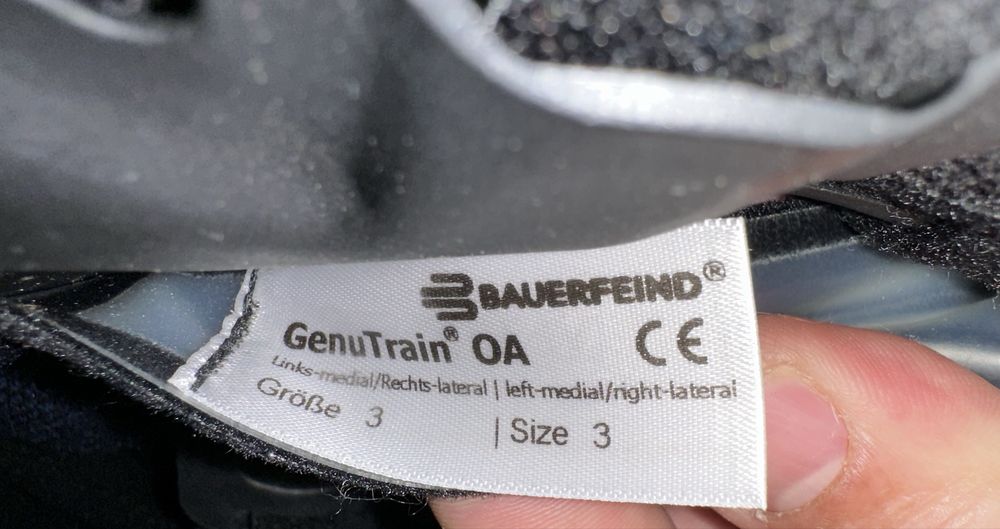 BAUERFEIND®
GenuTrain® OA CE
Links-medial/Rechts-lateral | left-medial/right-lateral
Größe 3 | Size 3